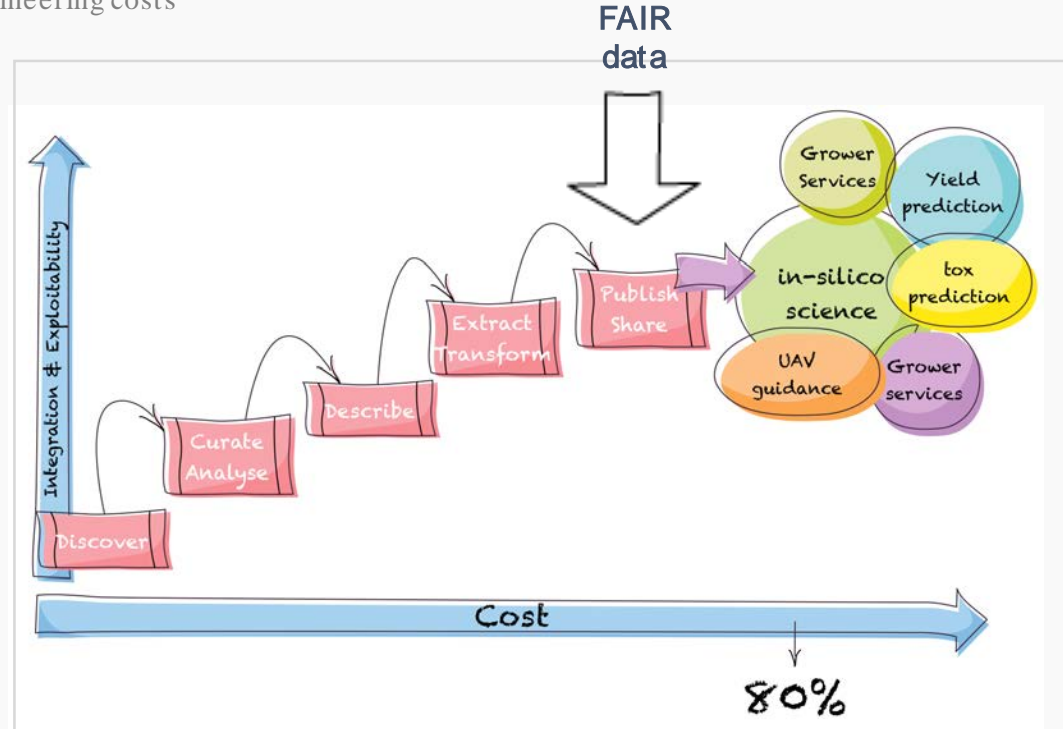 costs
FAIR
data
Integration & Exploitability
Discover
Curate
Analyse
Describe
Extract
Transform
Publish
Share
in-silico
science
Grower
Services
Yield
prediction
tox
prediction
UAV
guidance
Grower
services
Cost
80%